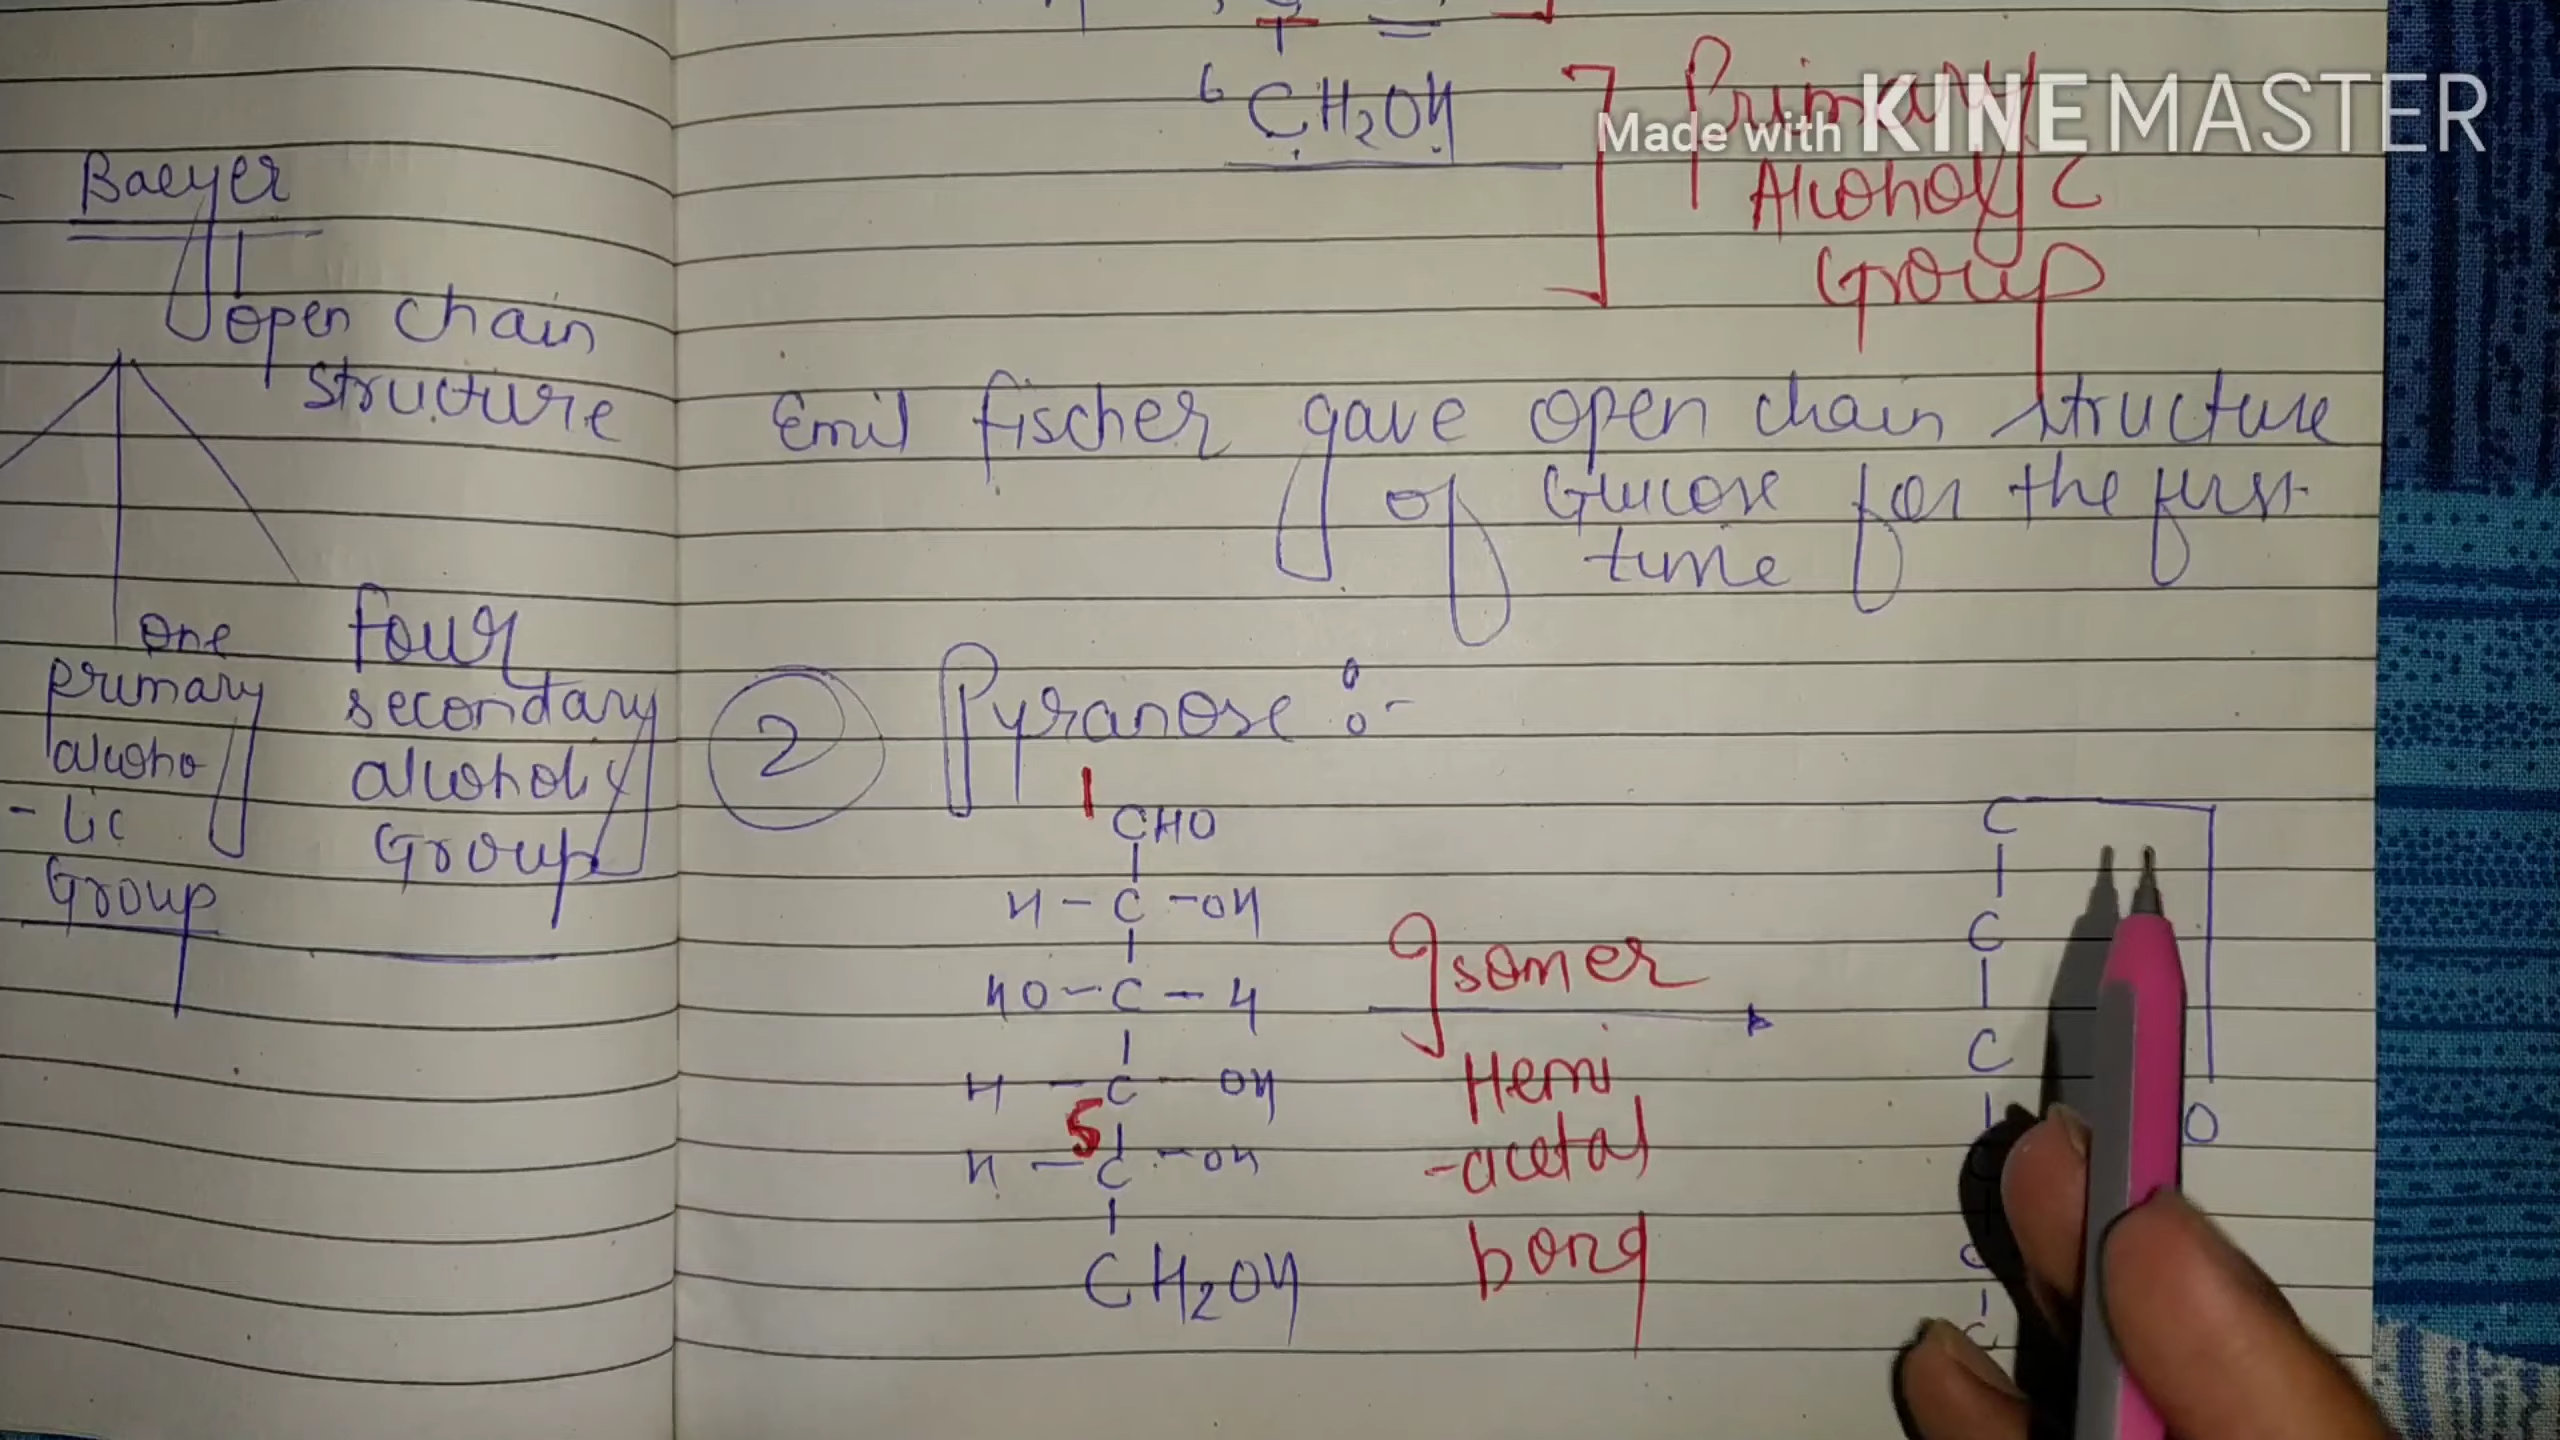 Baeyer
open chain
structure
one
primary
alcoho
- lic
Group
four
secondary
alcoholic
Group
6 CH2OH
Primary
Alcoholic
Group
Made with KINEMASTER
Emil fischer gave open chain structure
of Glucose for the first
time
2 Pyranose :-
1
CHO
H - C - OH
HO - C - H
H - C - OH
5
H - C - OH
CH2OH
Isomer
Hemi
-acetal
bond
C
C
C
O
C
C